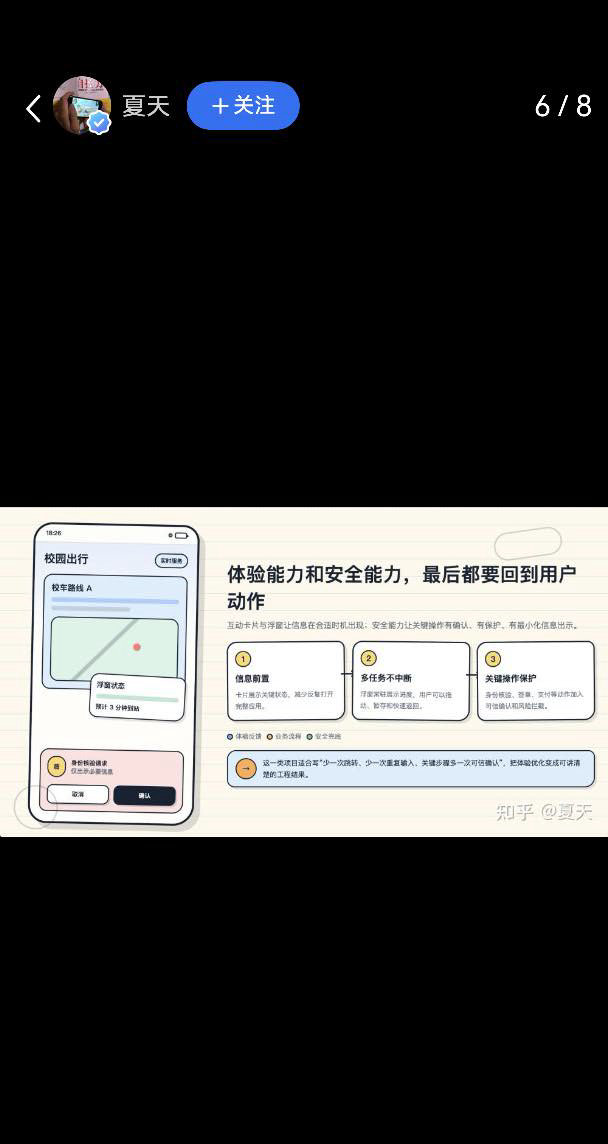 夏天
+关注
6 / 8
18:26
校园出行
实时服务
校车路线 A
浮窗状态
预计 3 分钟到站
身份核验请求
仅出示必要信息
取消
确认
体验能力和安全能力，最后都要回到用户
动作
互动卡片与浮窗让信息在合适时机出现；安全能力让关键操作有确认、有保护、有最小化信息出示。
1
信息前置
卡片展示关键状态，减少反复打开
完整应用。
2
多任务不中断
浮窗常驻展示进度，用户可以拖
动、暂存和快速返回。
3
关键操作保护
身份核验、签章、支付等动作加入
可信确认和风险拦截。
体验反馈
业务流程
安全兜底
→
这一类项目适合写“少一次跳转、少一次重复输入、关键步骤多一次可信确认”，把体验优化变成可讲清
楚的工程结果。
知乎 @夏天